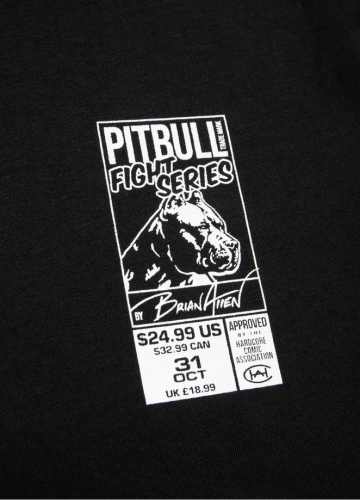 PITBULL
TRADE MARK
FIGHT
SERIES
BY BRIAN ALLEN
$24.99 US
$32.99 CAN
31
OCT
UK £18.99
APPROVED
BY THE
HARDCORE
COMIC
ASSOCIATION